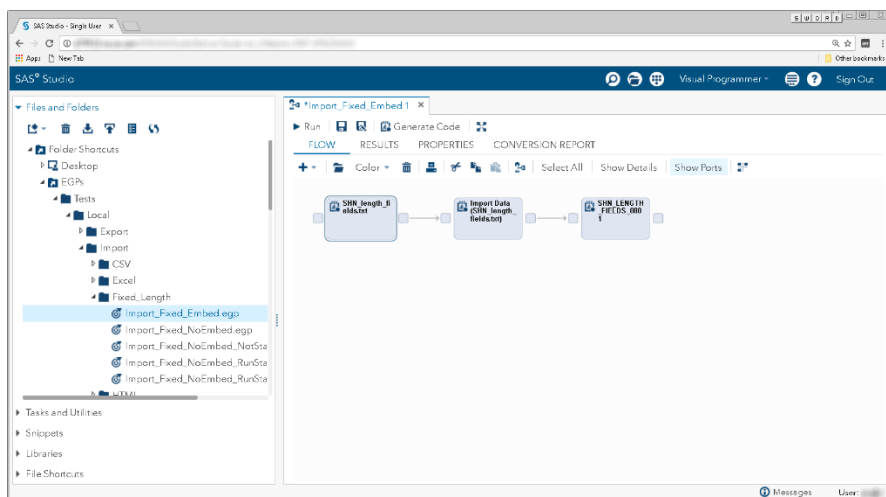 SAS Studio - Single User
S W O R D
Apps New Tab
Other bookmarks
SAS® Studio
Visual Programmer
Sign Out
Files and Folders
Folder Shortcuts
Desktop
EGPs
Tests
Local
Export
Import
CSV
Excel
Fixed_Length
Import_Fixed_Embed.egp
Import_Fixed_NoEmbed.egp
Import_Fixed_NoEmbed_NotSta
Import_Fixed_NoEmbed_RunSta
Import_Fixed_NoEmbed_RunSta
HTML
Tasks and Utilities
Snippets
Libraries
File Shortcuts
*Import_Fixed_Embed 1
Run Generate Code
FLOW RESULTS PROPERTIES CONVERSION REPORT
Color Select All Show Details Show Ports
SHN_length_fi
elds.txt
Import Data
(SHN_length_
fields.txt)
SHN_LENGTH
_FIELDS_000
1
Messages User: